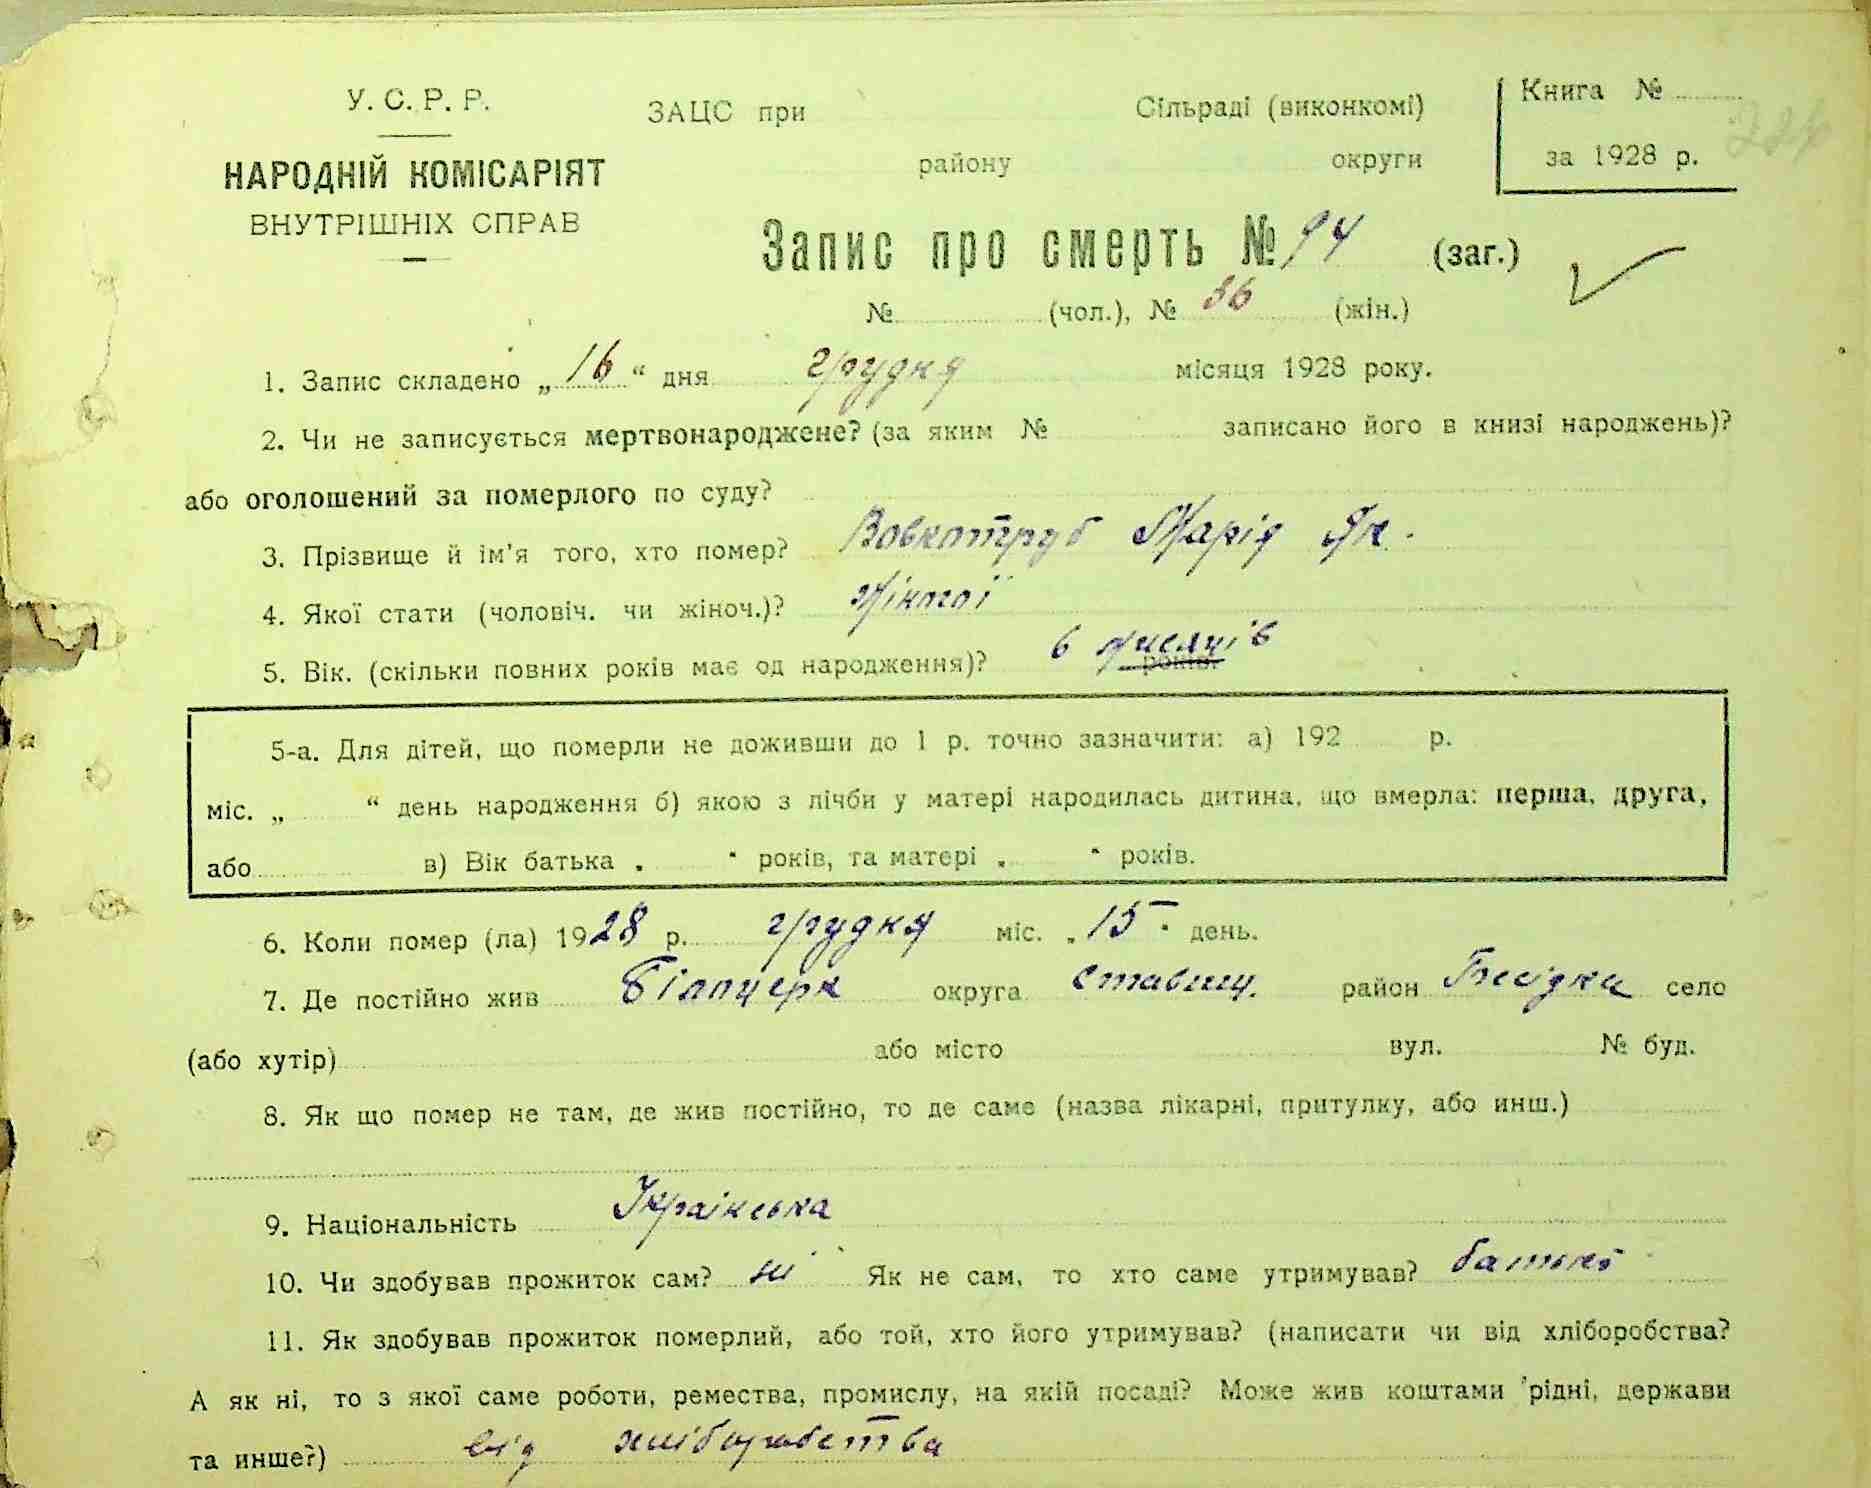 У. С. Р. Р.
НАРОДНІЙ КОМІСАРІЯТ
ВНУТРІШНІХ СПРАВ
ЗАЦС при Сільраді (виконкомі)
району округи
Книга №
за 1928 р.
Запис про смерть № 94 (заг.)
№ (чол.), № 36 (жін.)
1. Запис складено „16“ дня грудня місяця 1928 року.
2. Чи не записується мертвонароджене? (за яким № записано його в книзі народжень)?
або оголошений за померлого по суду?
3. Прізвище й ім'я того, хто помер? Вовкотруб Марія Як.
4. Якої стати (чоловіч. чи жіноч.)? жіночої
5. Вік. (скільки повних років має од народження)? 6 місяців років.
5-а. Для дітей, що померли не доживши до 1 р. точно зазначити: а) 192 р.
міс. „ “ день народження б) якою з лічби у матері народилась дитина, що вмерла: перша, друга,
або в) Вік батька „ “ років, та матері „ “ років.
6. Коли помер (ла) 1928 р. грудня міс. „15“ день.
7. Де постійно жив Білоцерк округа Ставищ. район Бесідка село
(або хутір) або місто вул. № буд.
8. Як що помер не там, де жив постійно, то де саме (назва лікарні, притулку, або инш.)
9. Національність Українська
10. Чи здобував прожиток сам? ні Як не сам, то хто саме утримував? батько
11. Як здобував прожиток померлий, або той, хто його утримував? (написати чи від хліборобства?
А як ні, то з якої саме роботи, ремества, промислу, на якій посаді? Може жив коштами рідні, держави
та инше?) від хліборобства